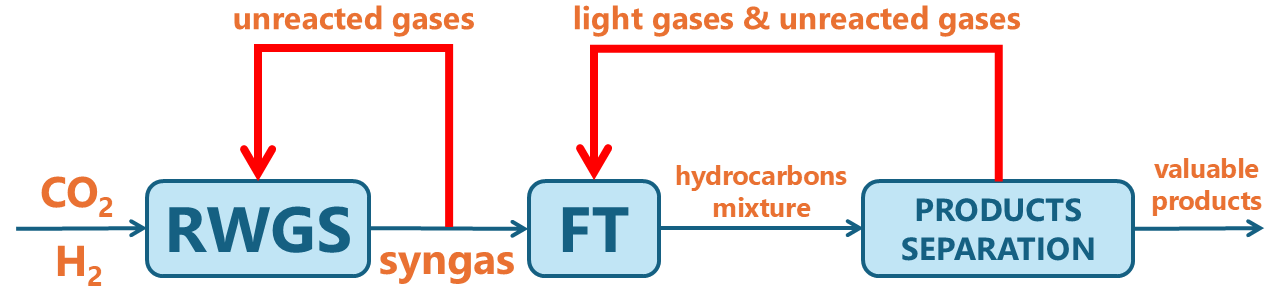 unreacted gases
light gases & unreacted gases
CO₂
H₂
RWGS
syngas
FT
hydrocarbons
mixture
PRODUCTS
SEPARATION
valuable
products